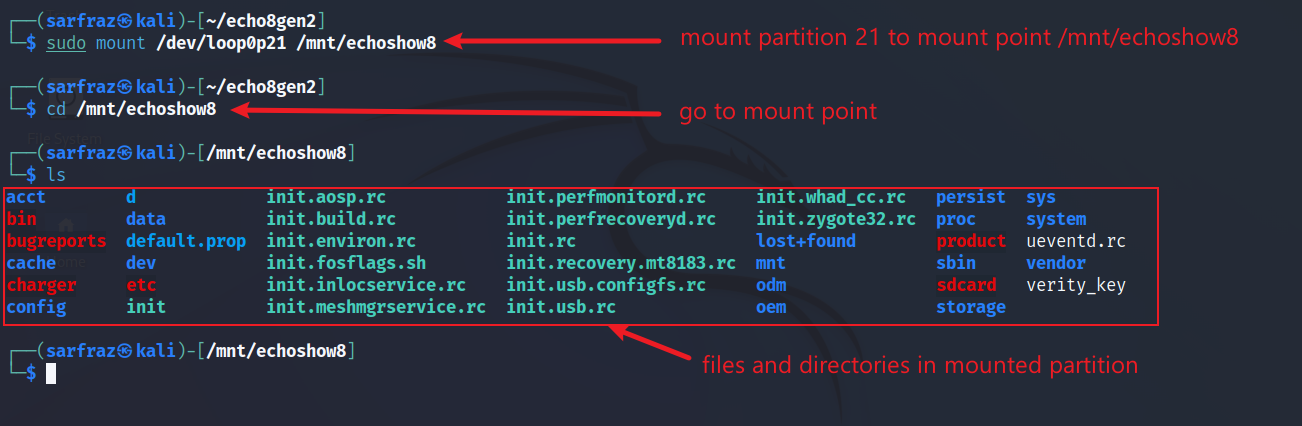 ┌──(sarfraz㉿kali)-[~/echo8gen2]
└─$ sudo mount /dev/loop0p21 /mnt/echoshow8
mount partition 21 to mount point /mnt/echoshow8
┌──(sarfraz㉿kali)-[~/echo8gen2]
└─$ cd /mnt/echoshow8
go to mount point
File System
┌──(sarfraz㉿kali)-[/mnt/echoshow8]
└─$ ls
acct d init.aosp.rc init.perfmonitord.rc init.whad_cc.rc persist sys
bin data init.build.rc init.perfrecoveryd.rc init.zygote32.rc proc system
bugreports default.prop init.environ.rc init.rc lost+found product ueventd.rc
cache dev init.fosflags.sh init.recovery.mt8183.rc mnt sbin vendor
charger etc init.inlocservice.rc init.usb.configfs.rc odm sdcard verity_key
config init init.meshmgrservice.rc init.usb.rc oem storage
Home
┌──(sarfraz㉿kali)-[/mnt/echoshow8]
└─$
files and directories in mounted partition